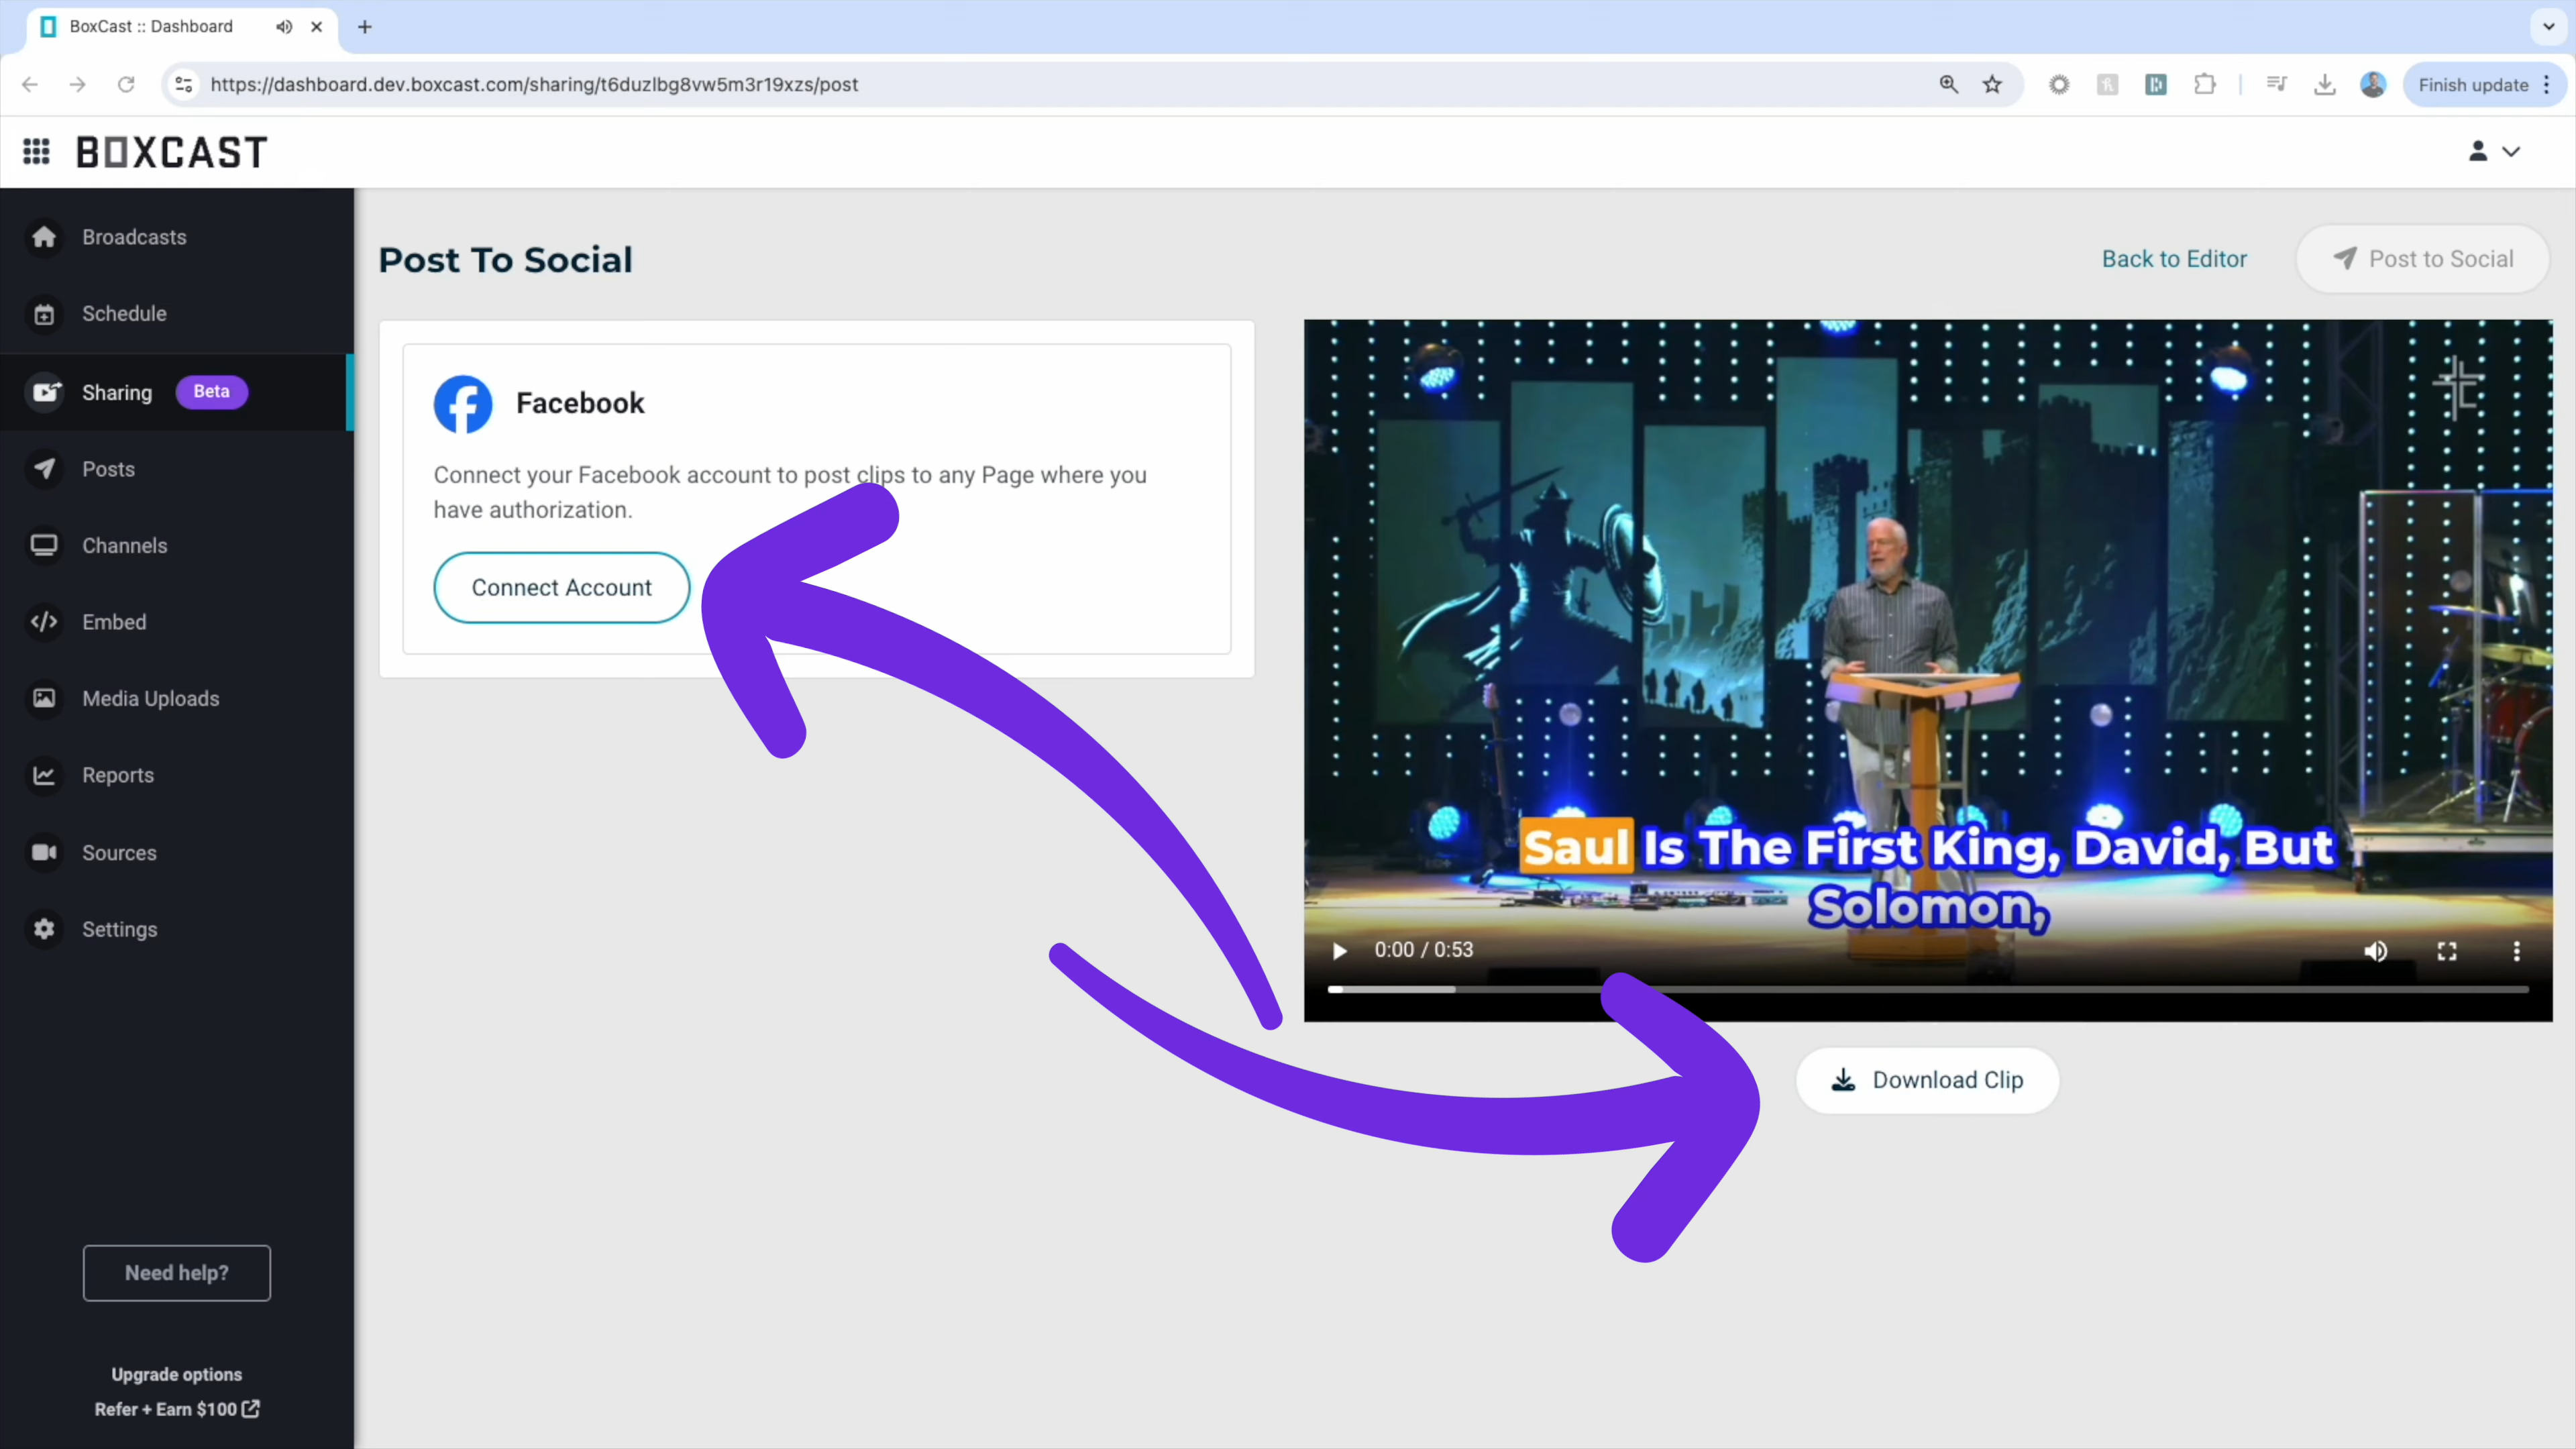 BoxCast :: Dashboard
https://dashboard.dev.boxcast.com/sharing/t6duzlbg8vw5m3r19xzs/post
Finish update
BOXCAST
Broadcasts
Schedule
Sharing Beta
Posts
Channels
Embed
Media Uploads
Reports
Sources
Settings
Need help?
Upgrade options
Refer + Earn $100
Post To Social
Back to Editor
Post to Social
Facebook
Connect your Facebook account to post clips to any Page where you
have authorization.
Connect Account
Saul Is The First King, David, But
Solomon,
0:00 / 0:53
Download Clip